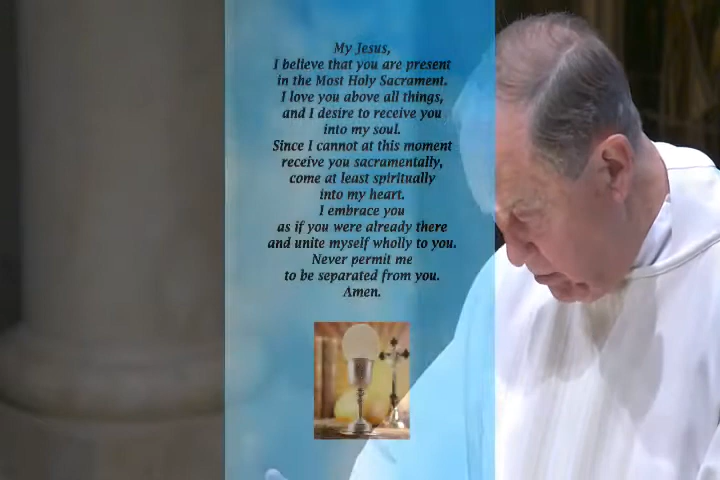 My Jesus,
I believe that you are present
in the Most Holy Sacrament.
I love you above all things,
and I desire to receive you
into my soul.
Since I cannot at this moment
receive you sacramentally,
come at least spiritually
into my heart.
I embrace you
as if you were already there
and unite myself wholly to you.
Never permit me
to be separated from you.
Amen.